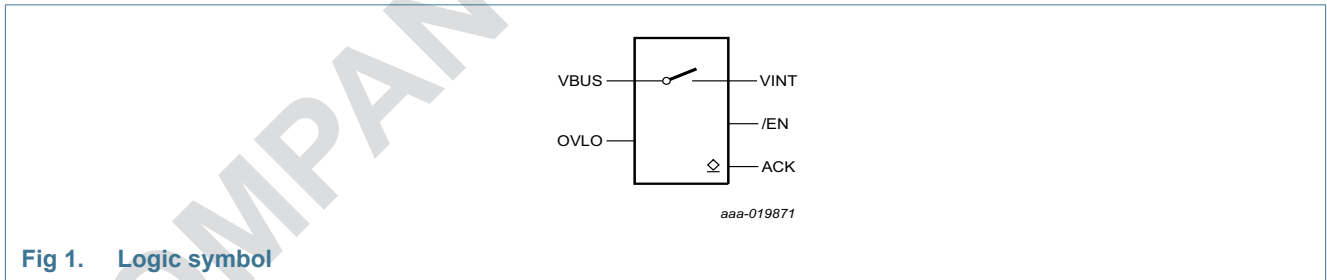 VBUS
VINT
/EN
OVLO
ACK
aaa-019871
Fig 1. Logic symbol